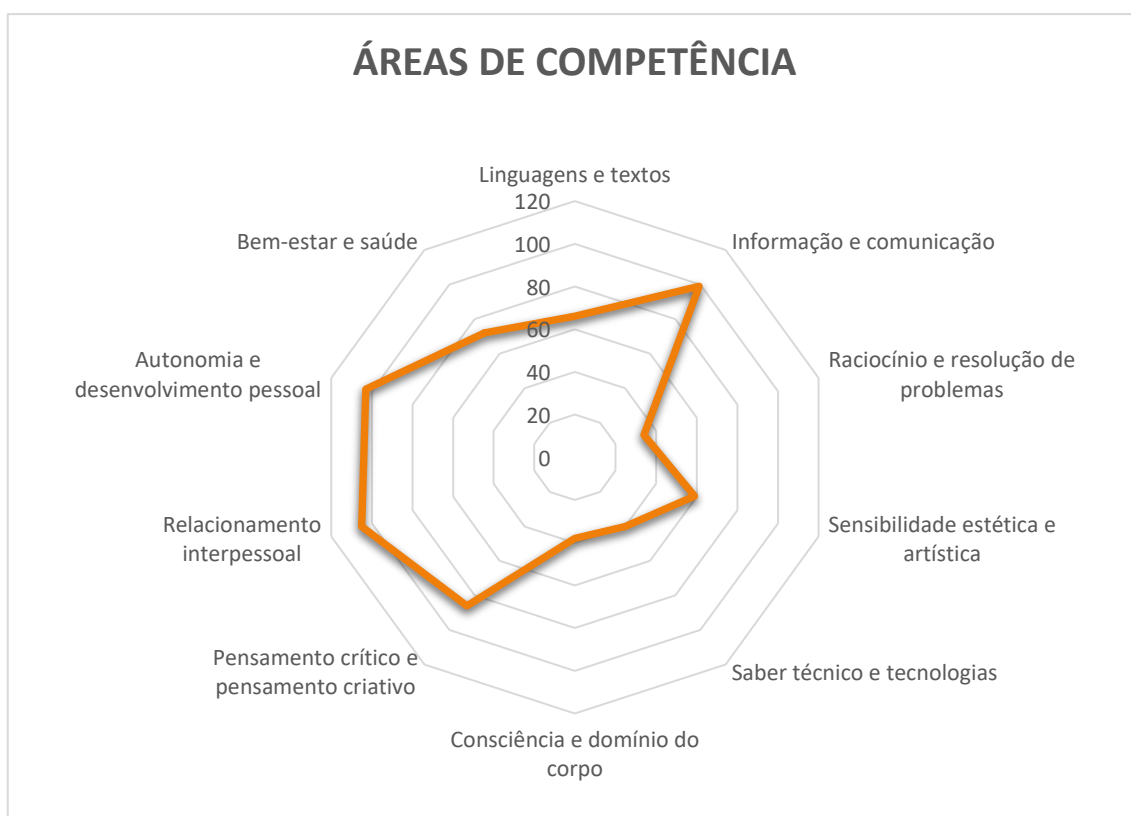 ÁREAS DE COMPETÊNCIA
Linguagens e textos
120
100
80
60
40
20
0
Informação e comunicação
Raciocínio e resolução de
problemas
Sensibilidade estética e
artística
Saber técnico e tecnologias
Consciência e domínio do
corpo
Pensamento crítico e
pensamento criativo
Relacionamento
interpessoal
Autonomia e
desenvolvimento pessoal
Bem-estar e saúde